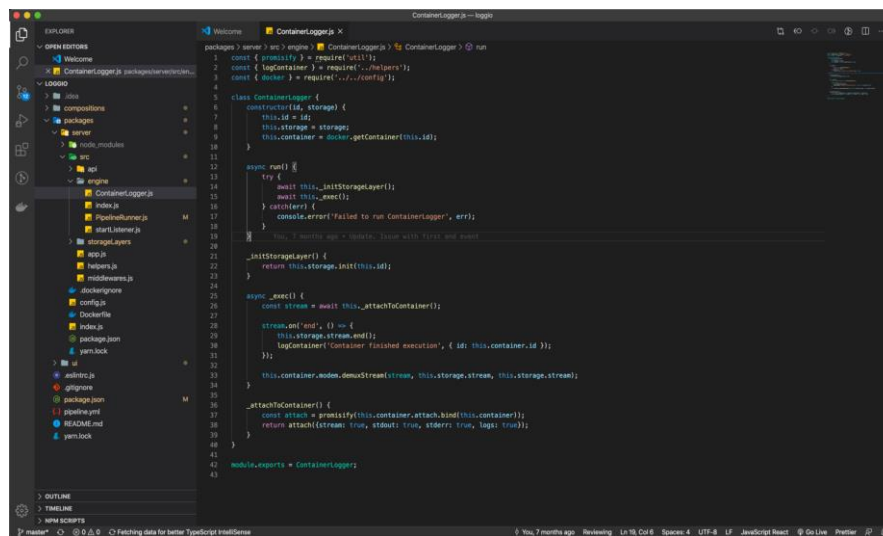 ContainerLogger.js — loggio
EXPLORER
OPEN EDITORS
Welcome
ContainerLogger.js packages/server/src/en...
LOGGIO
.idea
compositions
packages
server
node_modules
src
api
engine
ContainerLogger.js
index.js
PipelineRunner.js M
startListener.js
storageLayers
app.js
helpers.js
middlewares.js
.dockerignore
config.js
Dockerfile
index.js
package.json
yarn.lock
ui
.eslintrc.js
.gitignore
package.json M
pipeline.yml
README.md
yarn.lock
OUTLINE
TIMELINE
NPM SCRIPTS
Welcome
ContainerLogger.js ×
packages > server > src > engine > ContainerLogger.js > ContainerLogger > run
1 const { promisify } = require('util');
2 const { logContainer } = require('../helpers');
3 const { docker } = require('../../config');
4
5 class ContainerLogger {
6 constructor(id, storage) {
7 this.id = id;
8 this.storage = storage;
9 this.container = docker.getContainer(this.id);
10 }
11
12 async run() {
13 try {
14 await this._initStorageLayer();
15 await this._exec();
16 } catch(err) {
17 console.error('Failed to run ContainerLogger', err);
18 }
19 } You, 7 months ago • Update. Issue with first and event
20
21 _initStorageLayer() {
22 return this.storage.init(this.id);
23 }
24
25 async _exec() {
26 const stream = await this._attachToContainer();
27
28 stream.on('end', () => {
29 this.storage.stream.end();
30 logContainer('Container finished execution', { id: this.container.id });
31 });
32
33 this.container.modem.demuxStream(stream, this.storage.stream, this.storage.stream);
34 }
35
36 _attachToContainer() {
37 const attach = promisify(this.container.attach.bind(this.container));
38 return attach({stream: true, stdout: true, stderr: true, logs: true});
39 }
40 }
41
42 module.exports = ContainerLogger;
43
master* 0 0 Fetching data for better TypeScript IntelliSense You, 7 months ago Reviewing Ln 19, Col 6 Spaces: 4 UTF-8 LF JavaScript React Go Live Prettier